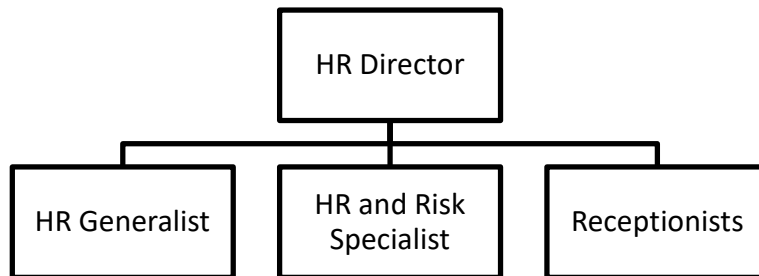 HR Director
HR Generalist
HR and Risk
Specialist
Receptionists